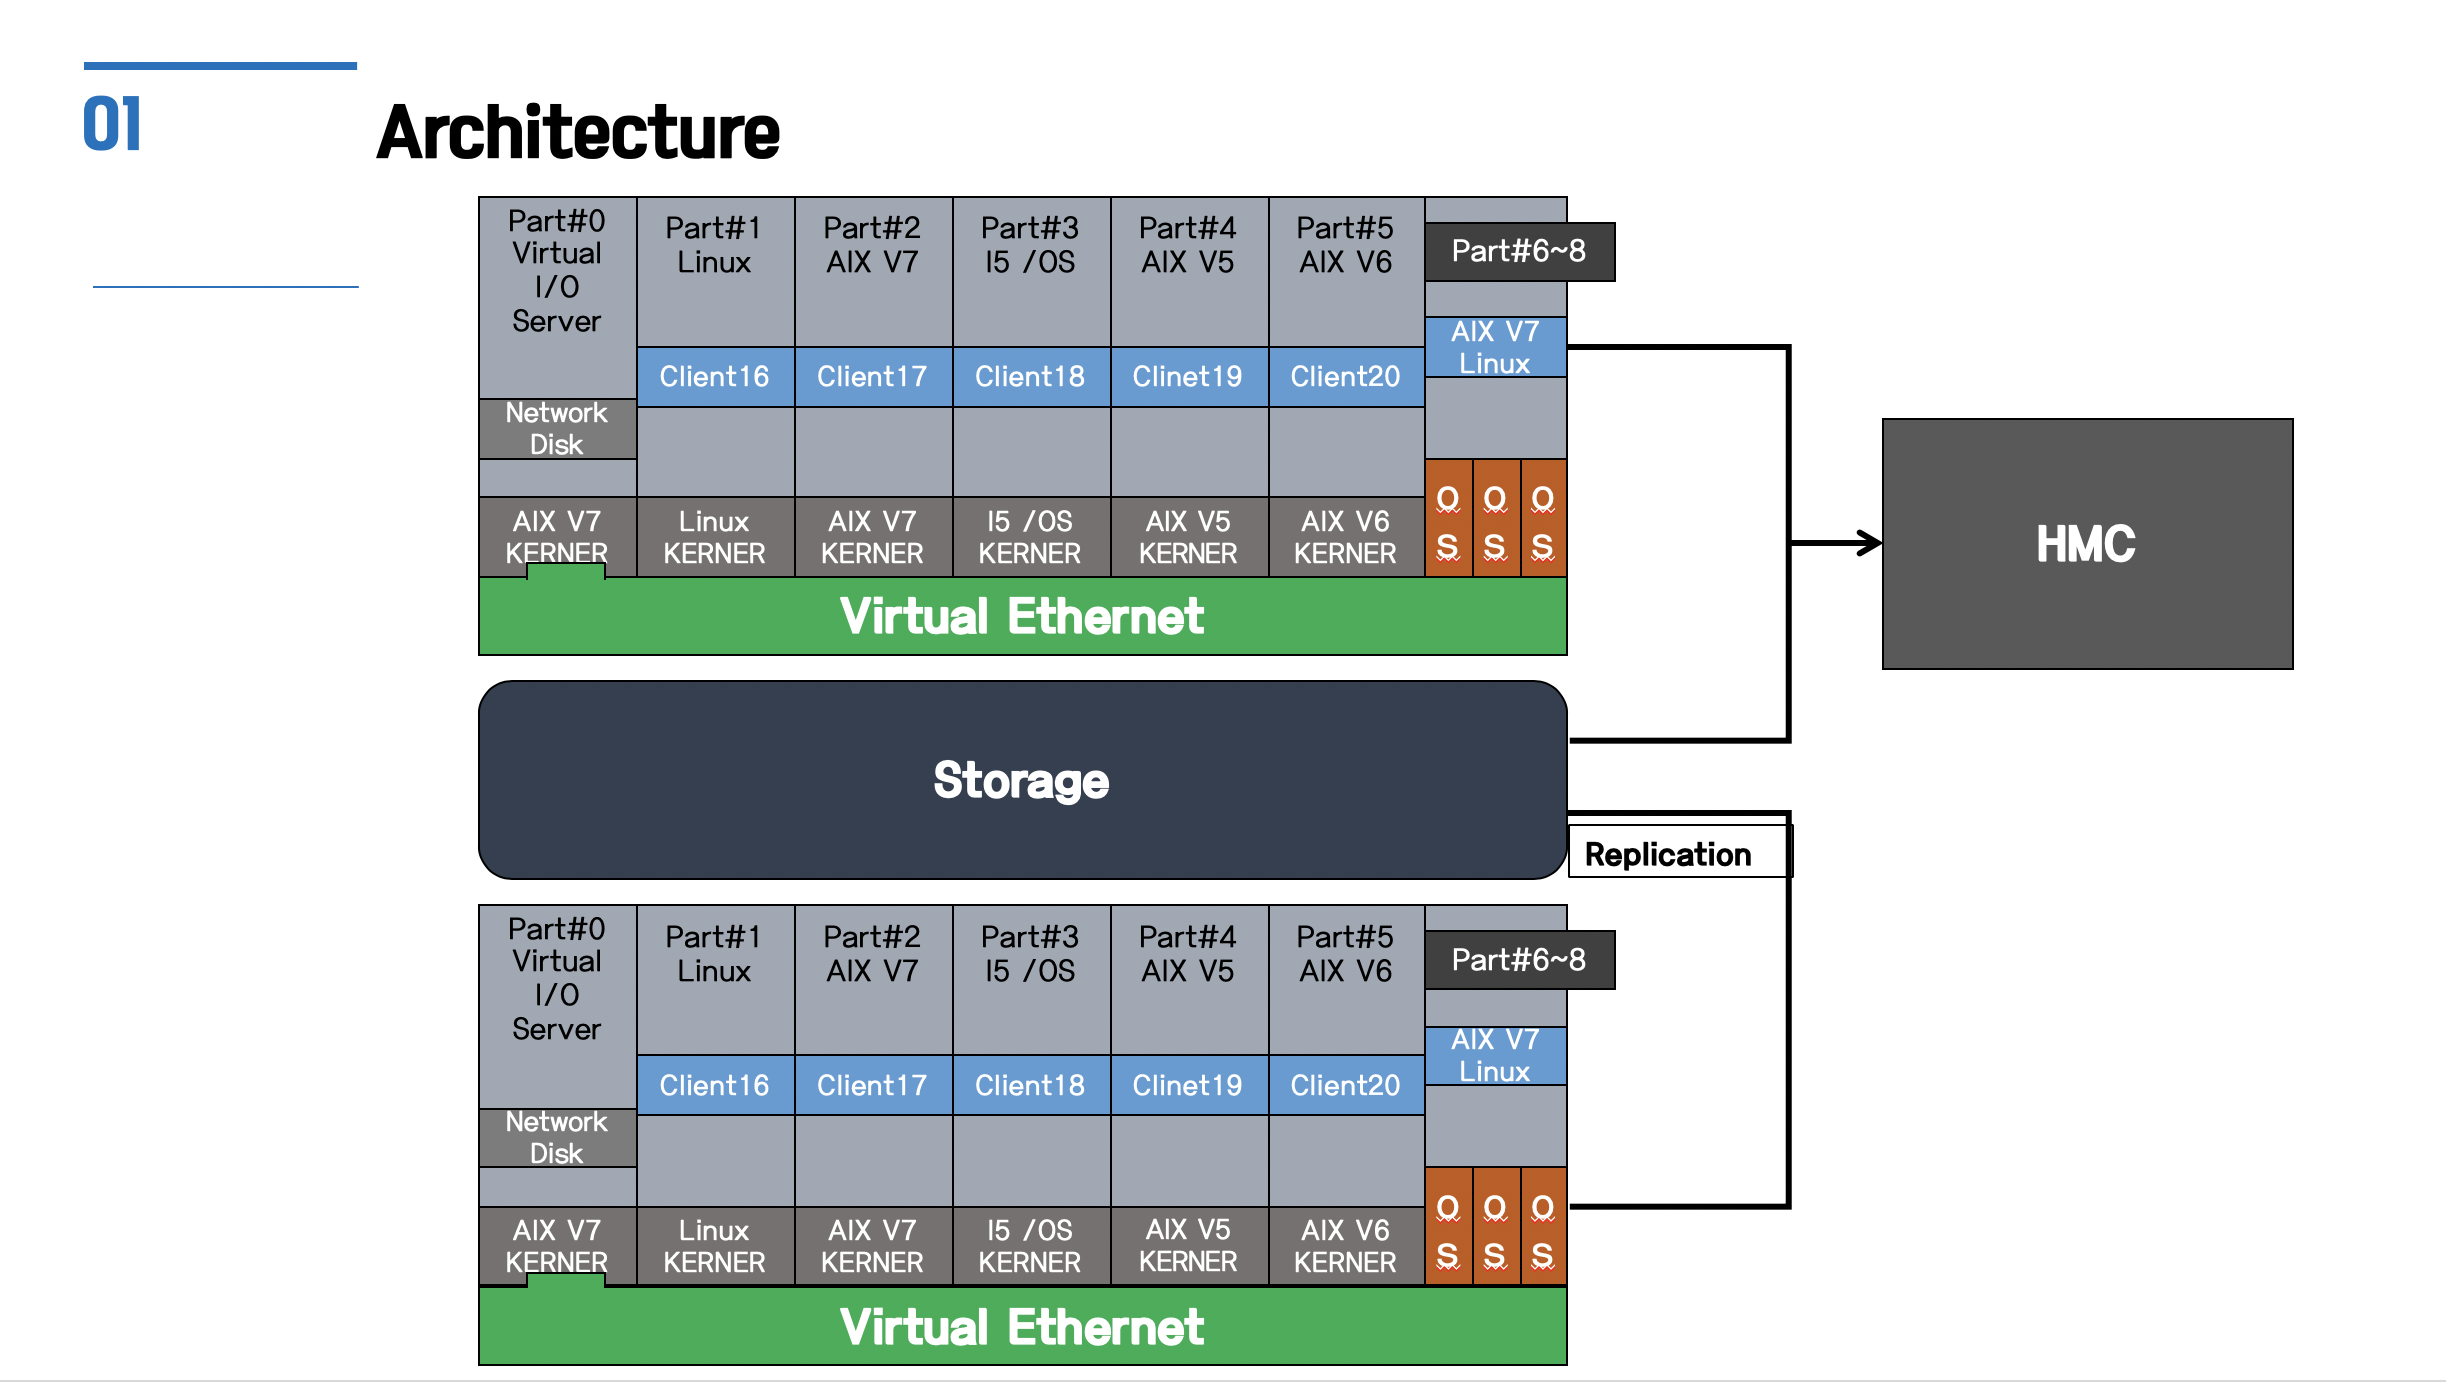 01
Architecture
Part#0
Virtual
I/O
Server
Network
Disk
AIX V7
KERNER
Part#1
Linux
Client16
Linux
KERNER
Part#2
AIX V7
Client17
AIX V7
KERNER
Part#3
I5 /OS
Client18
I5 /OS
KERNER
Part#4
AIX V5
Clinet19
AIX V5
KERNER
Part#5
AIX V6
Client20
AIX V6
KERNER
Part#6~8
AIX V7
Linux
O O O
S S S
Virtual Ethernet
HMC
Storage
Replication
Part#0
Virtual
I/O
Server
Network
Disk
AIX V7
KERNER
Part#1
Linux
Client16
Linux
KERNER
Part#2
AIX V7
Client17
AIX V7
KERNER
Part#3
I5 /OS
Client18
I5 /OS
KERNER
Part#4
AIX V5
Clinet19
AIX V5
KERNER
Part#5
AIX V6
Client20
AIX V6
KERNER
Part#6~8
AIX V7
Linux
O O O
S S S
Virtual Ethernet